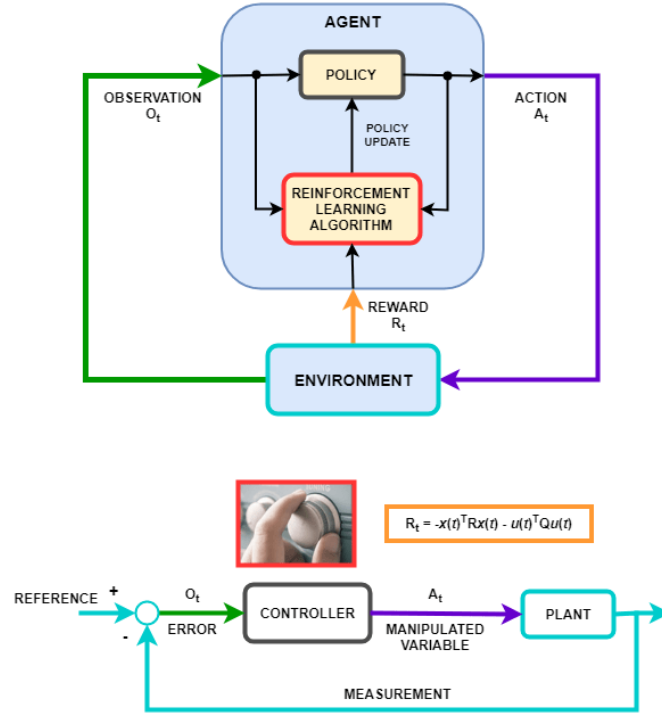 AGENT
POLICY
OBSERVATION
Ot
ACTION
At
POLICY
UPDATE
REINFORCEMENT
LEARNING
ALGORITHM
REWARD
Rt
ENVIRONMENT
Rt = -x(t)ᵀRx(t) - u(t)ᵀQu(t)
REFERENCE
+
-
Ot
ERROR
CONTROLLER
At
MANIPULATED
VARIABLE
PLANT
MEASUREMENT